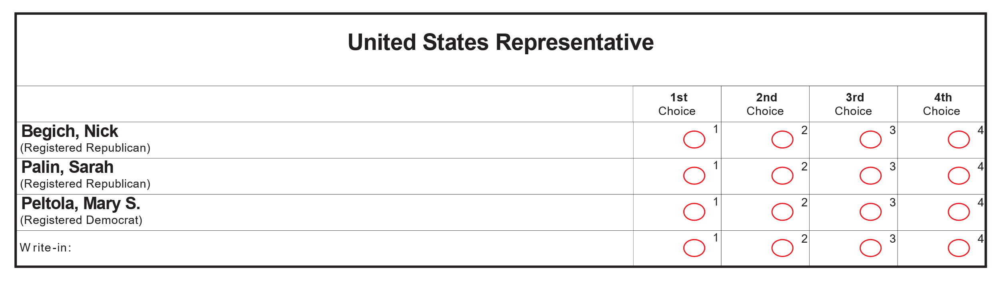 United States Representative
1st 2nd 3rd 4th
Choice Choice Choice Choice
Begich, Nick 1 2 3 4
(Registered Republican)
Palin, Sarah 1 2 3 4
(Registered Republican)
Peltola, Mary S. 1 2 3 4
(Registered Democrat)
Write-in: 1 2 3 4